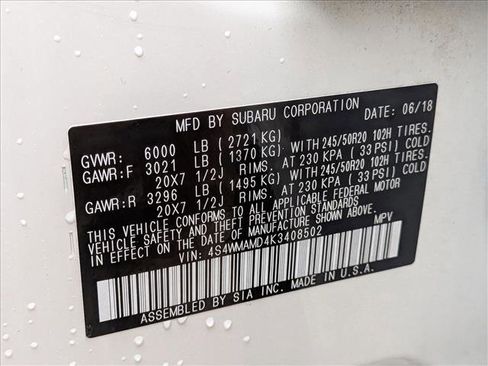 MFD BY SUBARU CORPORATION DATE: 06/18
GVWR: 6000 LB (2721 KG)
GAWR:F 3021 LB (1370 KG) WITH 245/50R20 102H TIRES.
20X7 1/2J RIMS. AT 230 KPA (33 PSI) COLD
GAWR:R 3296 LB (1495 KG) WITH 245/50R20 102H TIRES.
20X7 1/2J RIMS. AT 230 KPA (33 PSI) COLD
THIS VEHICLE CONFORMS TO ALL APPLICABLE FEDERAL MOTOR
VEHICLE SAFETY AND THEFT PREVENTION STANDARDS
IN EFFECT ON THE DATE OF MANUFACTURE SHOWN ABOVE.
VIN: 4S4WMAMD4K3408502 MPV
ASSEMBLED BY SIA INC. MADE IN U.S.A.